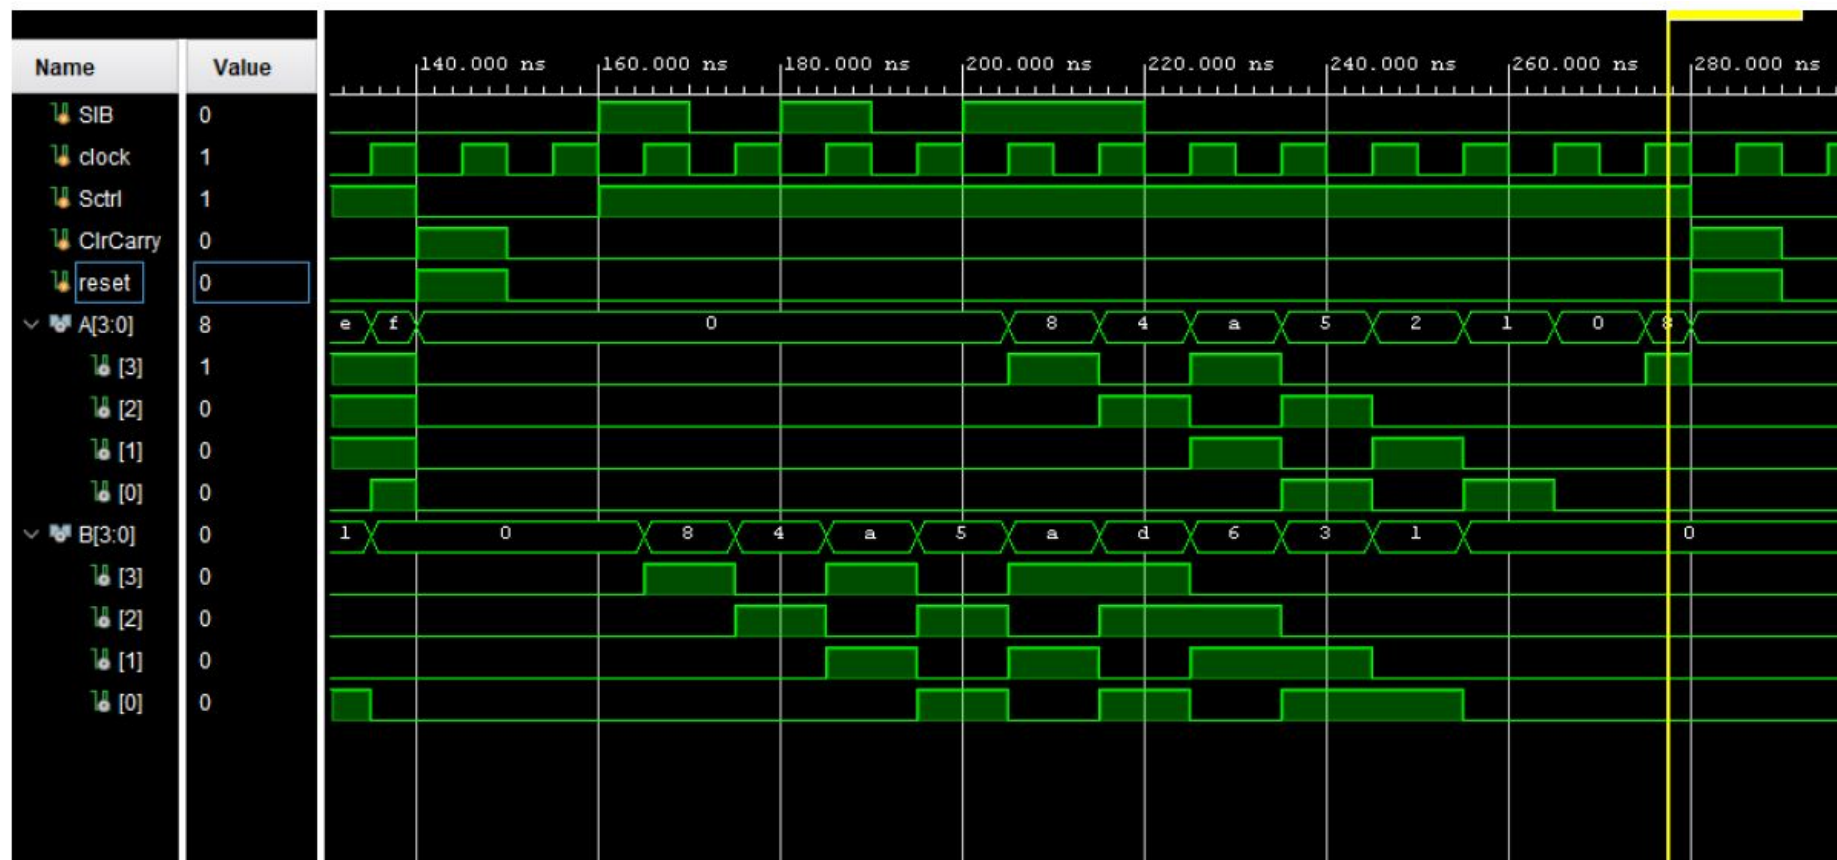 Name Value 140.000 ns 160.000 ns 180.000 ns 200.000 ns 220.000 ns 240.000 ns 260.000 ns 280.000 ns
SIB 0
clock 1
Sctrl 1
ClrCarry 0
reset 0
A[3:0] 8 e f 0 8 4 a 5 2 1 0 8
[3] 1
[2] 0
[1] 0
[0] 0
B[3:0] 0 1 0 8 4 a 5 a d 6 3 1 0
[3] 0
[2] 0
[1] 0
[0] 0